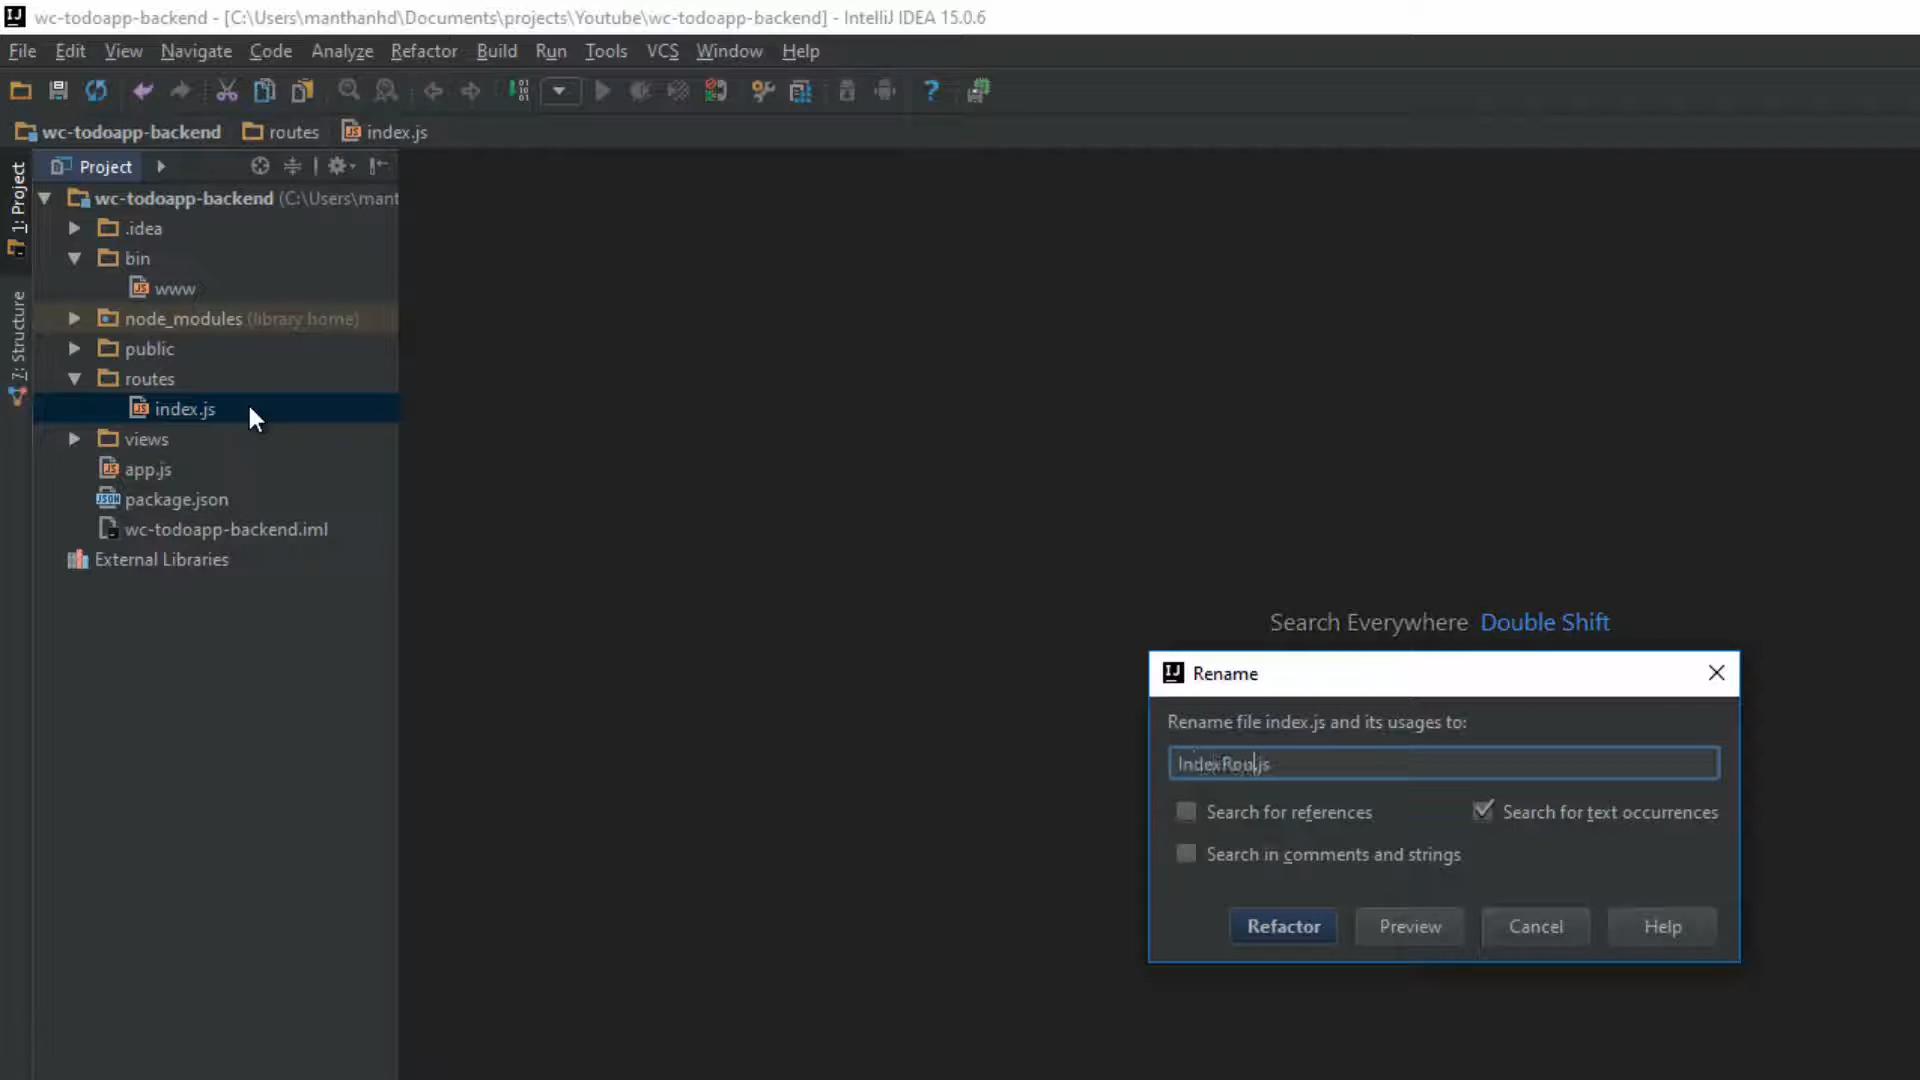 wc-todoapp-backend - [C:\Users\manthanhd\Documents\projects\Youtube\wc-todoapp-backend] - IntelliJ IDEA 15.0.6
File Edit View Navigate Code Analyze Refactor Build Run Tools VCS Window Help
wc-todoapp-backend routes index.js
Project
1: Project
7: Structure
wc-todoapp-backend (C:\Users\mant
.idea
bin
www
node_modules (library home)
public
routes
index.js
views
app.js
package.json
wc-todoapp-backend.iml
External Libraries
Search Everywhere Double Shift
Rename
Rename file index.js and its usages to:
IndexRou.js
Search for references
Search for text occurrences
Search in comments and strings
Refactor Preview Cancel Help